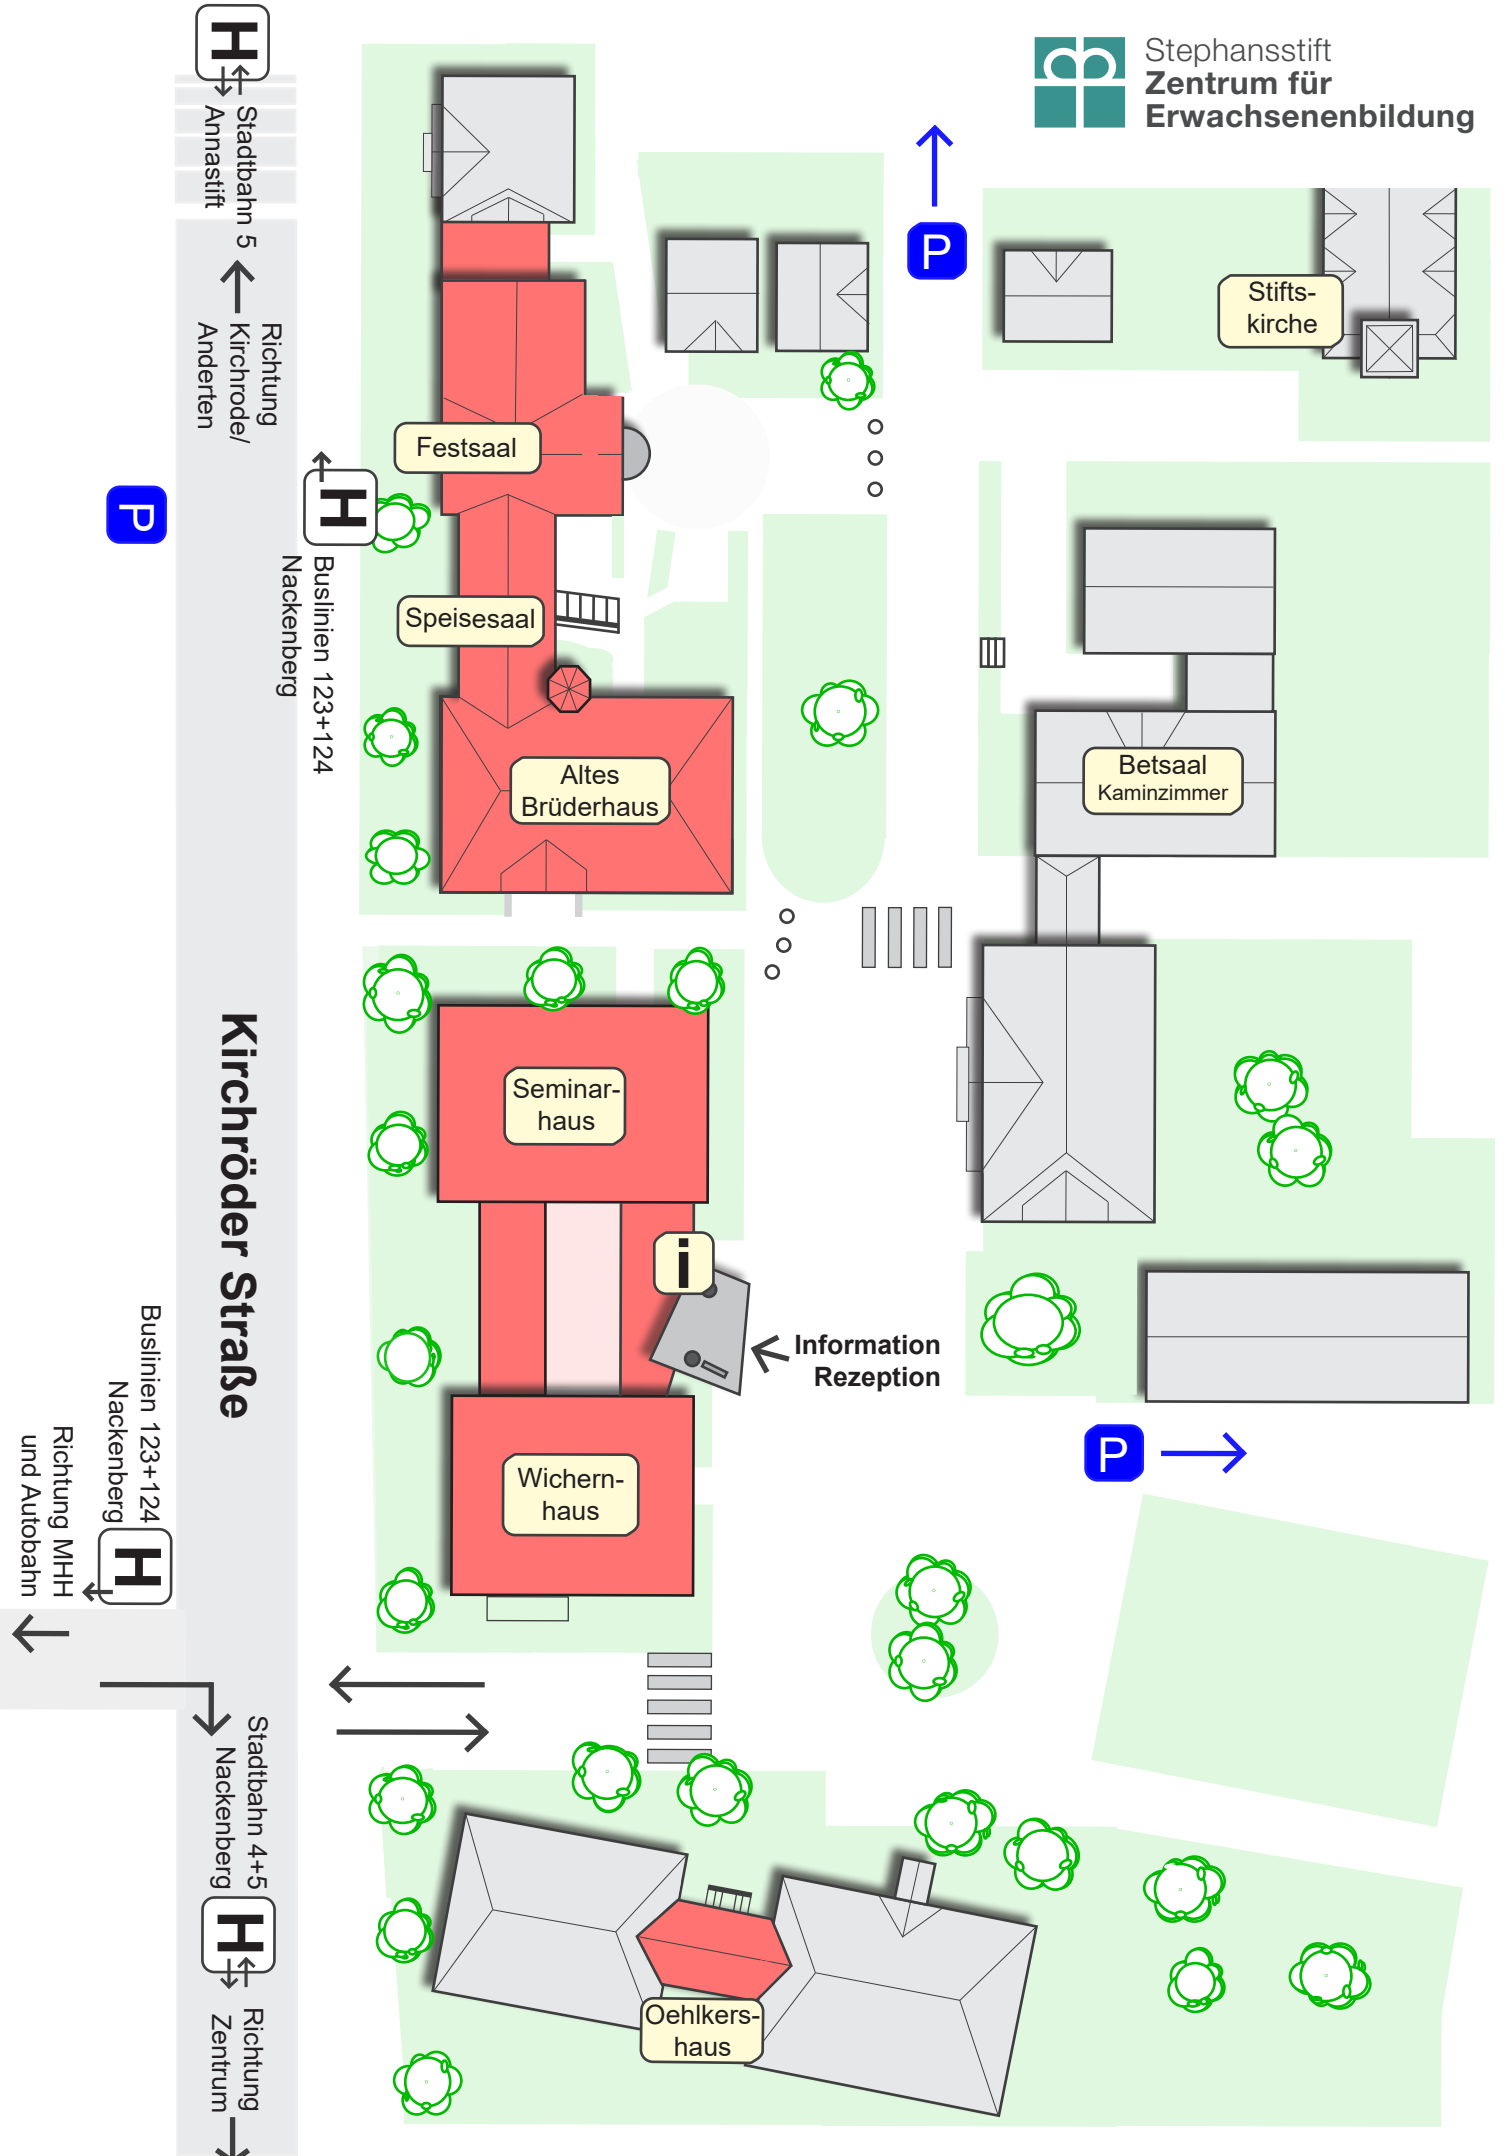 Stephansstift
Zentrum für
Erwachsenenbildung
H
Stadtbahn 5
Annastift
Richtung
Kirchrode/
Anderten
P
P
Stifts-
kirche
Festsaal
H
Buslinien 123+124
Nackenberg
Speisesaal
Altes
Brüderhaus
Betsaal
Kaminzimmer
Kirchröder Straße
Seminar-
haus
i
Information
Rezeption
Wichern-
haus
P
Buslinien 123+124
Nackenberg
H
Richtung MHH
und Autobahn
Stadtbahn 4+5
Nackenberg
H
Richtung
Zentrum
Oehlkers-
haus